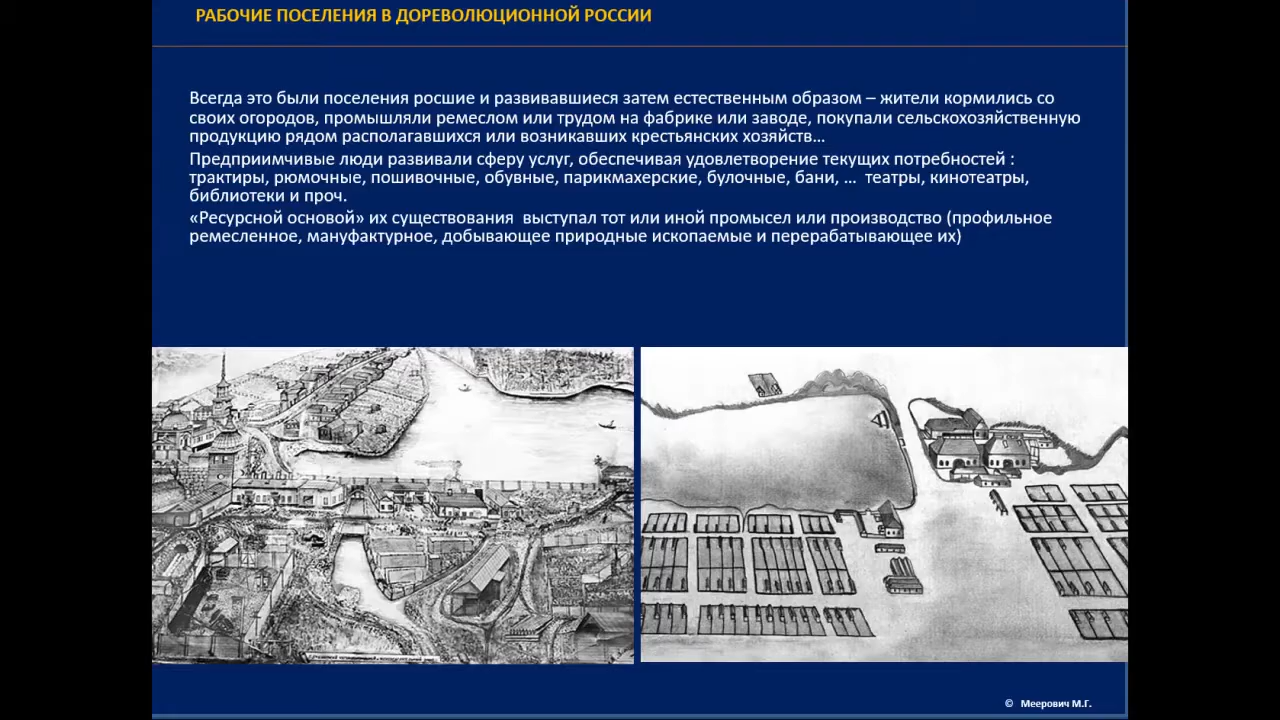 РАБОЧИЕ ПОСЕЛЕНИЯ В ДОРЕВОЛЮЦИОННОЙ РОССИИ
Всегда это были поселения росшие и развивавшиеся затем естественным образом – жители кормились со
своих огородов, промышляли ремеслом или трудом на фабрике или заводе, покупали сельскохозяйственную
продукцию рядом располагавшихся или возникавших крестьянских хозяйств...
Предприимчивые люди развивали сферу услуг, обеспечивая удовлетворение текущих потребностей :
трактиры, рюмочные, пошивочные, обувные, парикмахерские, булочные, бани, ... театры, кинотеатры,
библиотеки и проч.
«Ресурсной основой» их существования выступал тот или иной промысел или производство (профильное
ремесленное, мануфактурное, добывающее природные ископаемые и перерабатывающее их)
© Меерович М.Г.